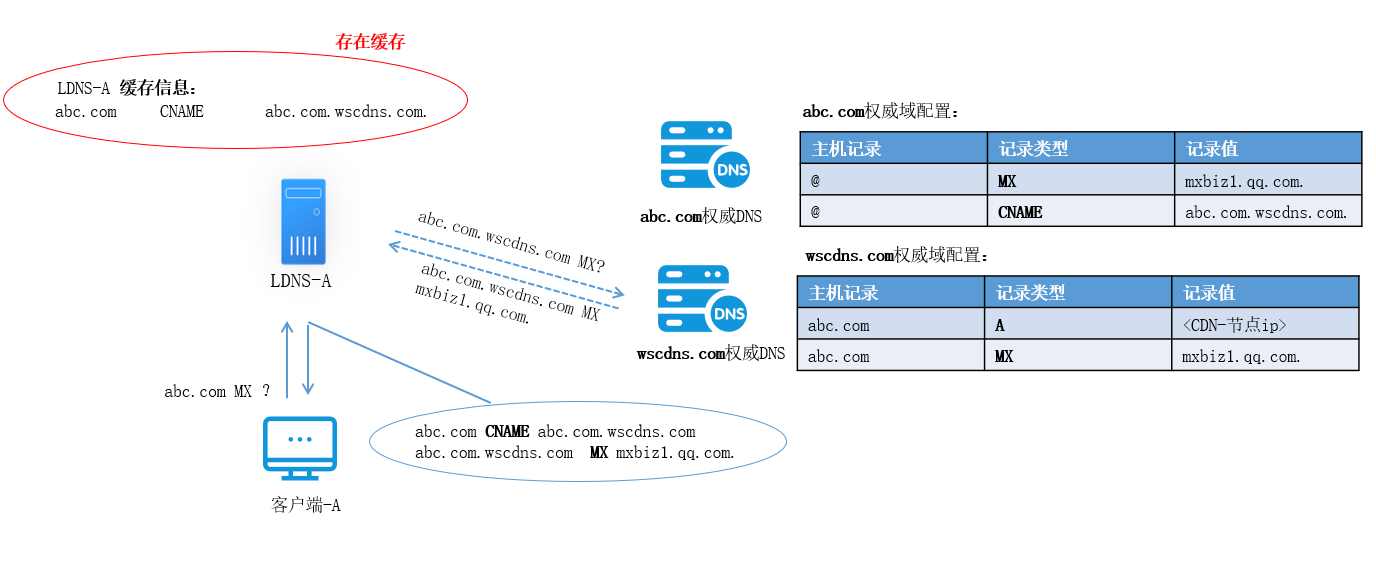 存在缓存
LDNS-A 缓存信息:
abc.com CNAME abc.com.wscdns.com.
LDNS-A
abc.com MX ?
客户端-A
abc.com.wscdns.com MX?
abc.com.wscdns.com MX
mxbiz1.qq.com.
abc.com CNAME abc.com.wscdns.com
abc.com.wscdns.com MX mxbiz1.qq.com.
DNS
abc.com权威DNS
DNS
wscdns.com权威DNS
abc.com权威域配置:
主机记录 记录类型 记录值
@ MX mxbiz1.qq.com.
@ CNAME abc.com.wscdns.com.
wscdns.com权威域配置:
主机记录 记录类型 记录值
abc.com A <CDN-节点ip>
abc.com MX mxbiz1.qq.com.